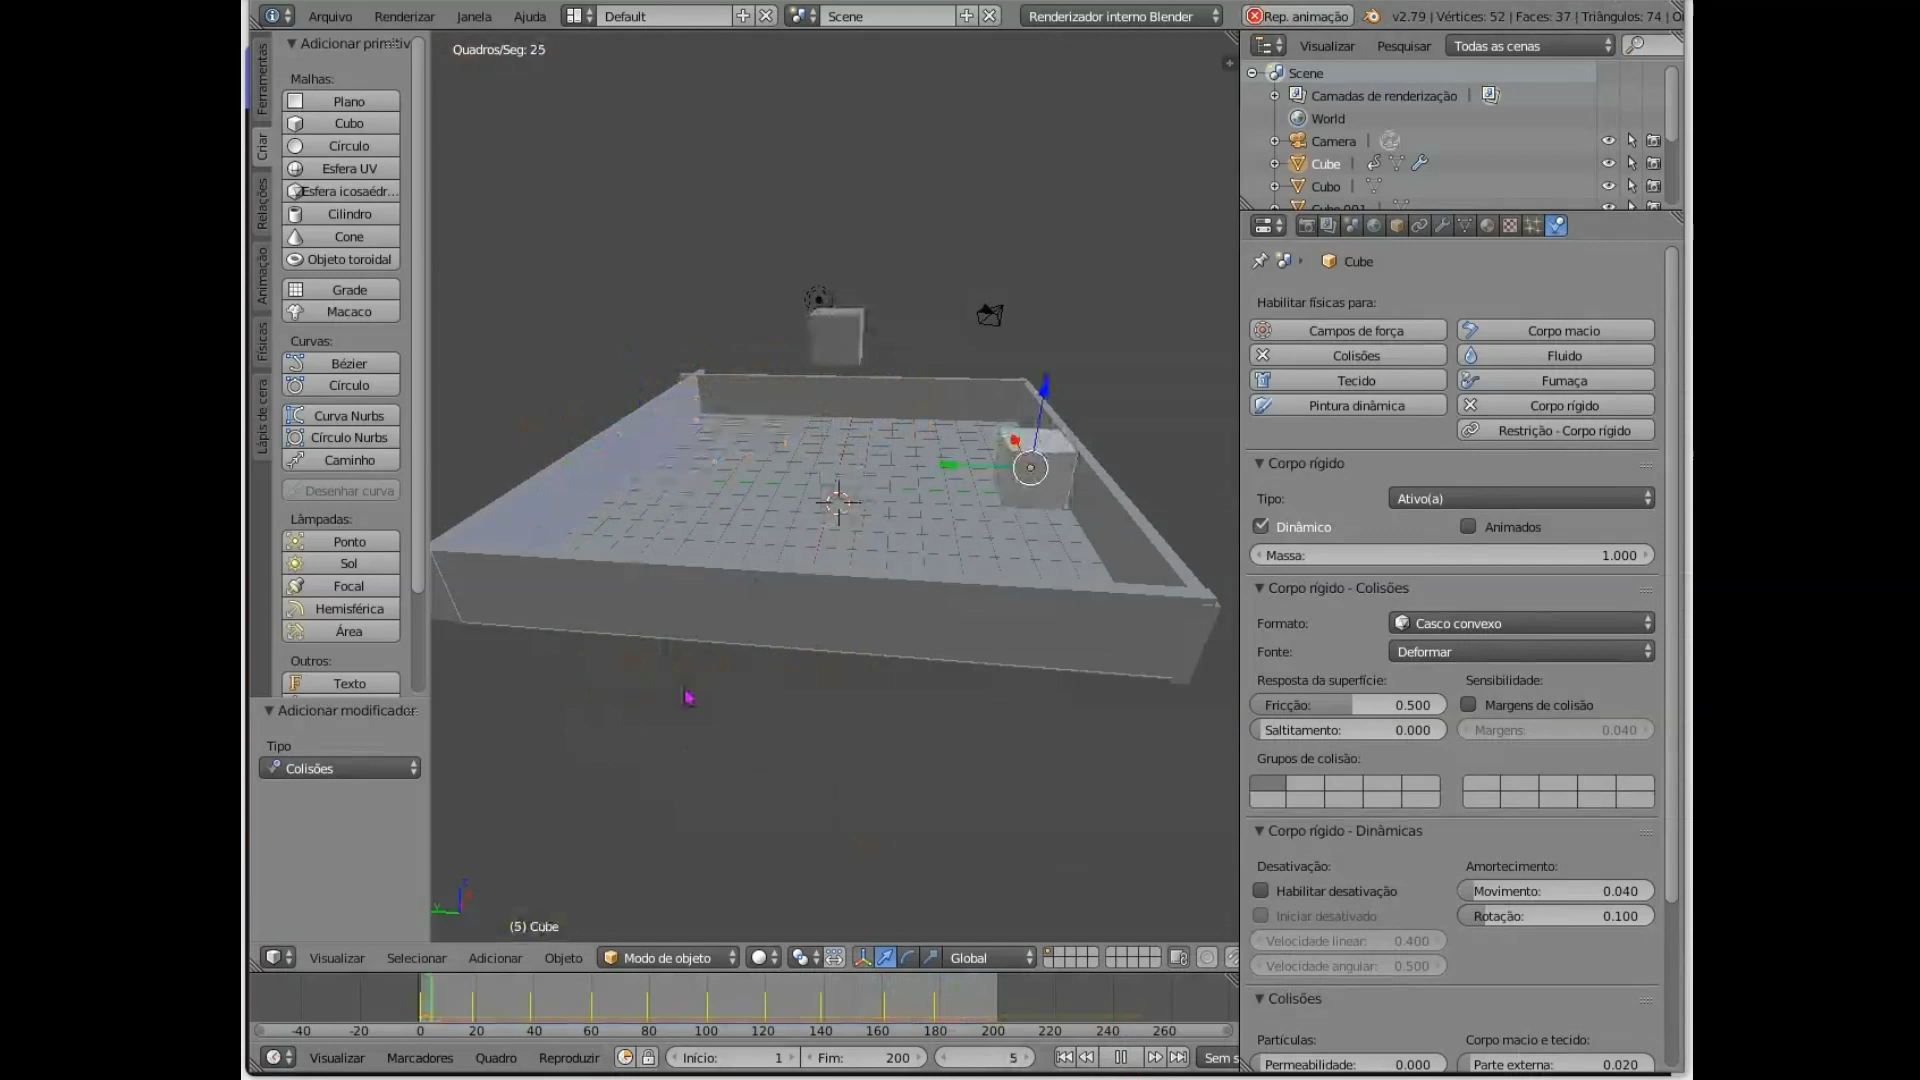 Arquivo Renderizar Janela Ajuda Default Scene Renderizador interno Blender Rep. animação v2.79 | Vértices: 52 | Faces: 37 | Triângulos: 74 | O
Ferramentas
Criar
Relações
Animação
Físicas
Lápis de cera
Adicionar primitiv
Malhas:
Plano
Cubo
Círculo
Esfera UV
Esfera icosaédr...
Cilindro
Cone
Objeto toroidal
Grade
Macaco
Curvas:
Bézier
Círculo
Curva Nurbs
Círculo Nurbs
Caminho
Desenhar curva
Lâmpadas:
Ponto
Sol
Focal
Hemisférica
Área
Outros:
Texto
Adicionar modificador
Tipo
Colisões
Quadros/Seg: 25
(5) Cube
Visualizar Selecionar Adicionar Objeto Modo de objeto Global
-40 -20 0 20 40 60 80 100 120 140 160 180 200 220 240 260
Visualizar Marcadores Quadro Reproduzir Início: 1 Fim: 200 5 Sem s
Visualizar Pesquisar Todas as cenas
Scene
Camadas de renderização
World
Camera
Cube
Cubo
Cube
Habilitar físicas para:
Campos de força Corpo macio
Colisões Fluido
Tecido Fumaça
Pintura dinâmica Corpo rígido
Restrição - Corpo rígido
Corpo rígido
Tipo: Ativo(a)
Dinâmico Animados
Massa: 1.000
Corpo rígido - Colisões
Formato: Casco convexo
Fonte: Deformar
Resposta da superfície: Sensibilidade:
Fricção: 0.500 Margens de colisão
Saltitamento: 0.000 Margens: 0.040
Grupos de colisão:
Corpo rígido - Dinâmicas
Desativação: Amortecimento:
Habilitar desativação Movimento: 0.040
Iniciar desativado Rotação: 0.100
Velocidade linear: 0.400
Velocidade angular: 0.500
Colisões
Partículas: Corpo macio e tecido:
Permeabilidade: 0.000 Parte externa: 0.020